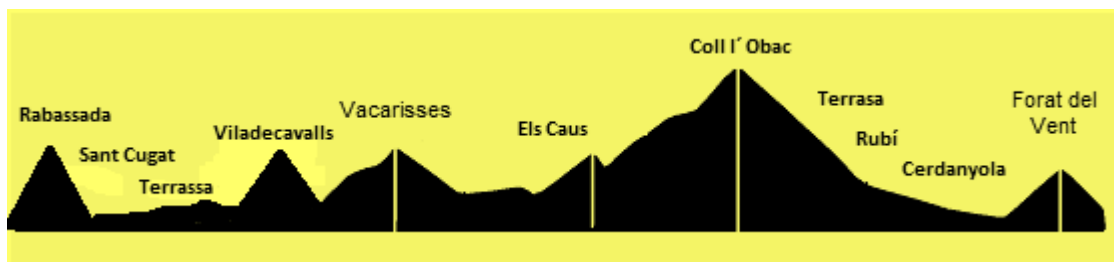 Rabassada
Sant Cugat
Terrassa
Viladecavalls
Vacarisses
Els Caus
Coll l´ Obac
Terrasa
Rubí
Cerdanyola
Forat del
Vent